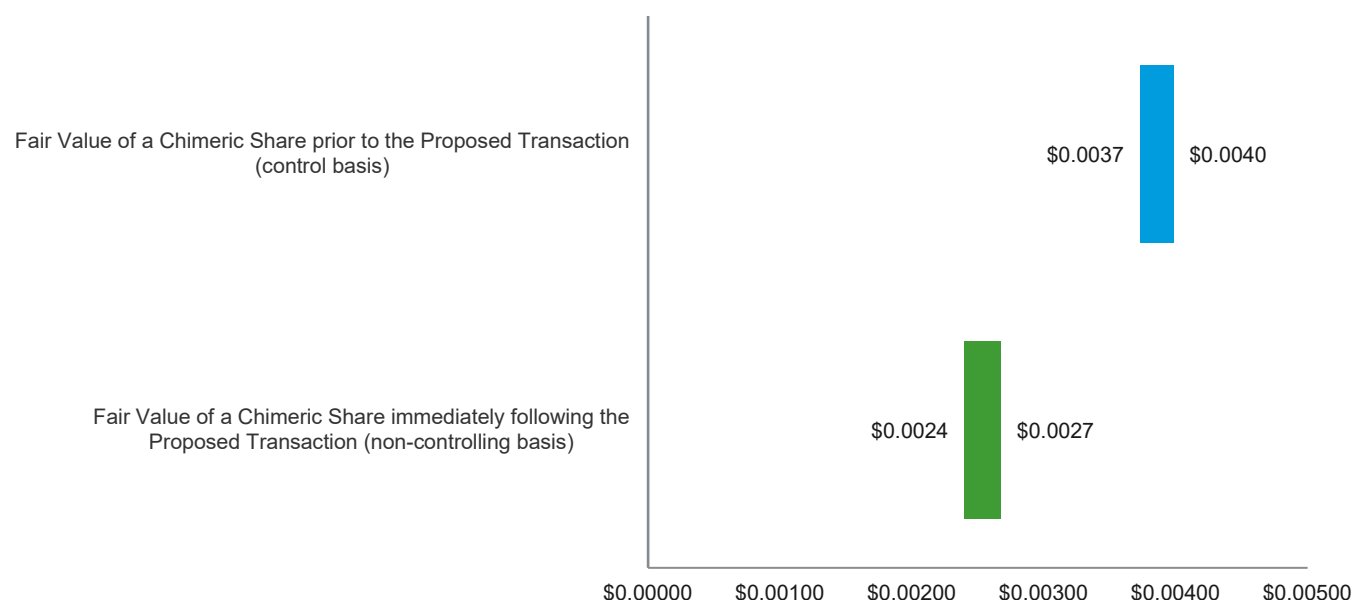 Fair Value of a Chimeric Share prior to the Proposed Transaction
(control basis)
$0.0037
$0.0040
Fair Value of a Chimeric Share immediately following the
Proposed Transaction (non-controlling basis)
$0.0024
$0.0027
$0.00000 $0.00100 $0.00200 $0.00300 $0.00400 $0.00500